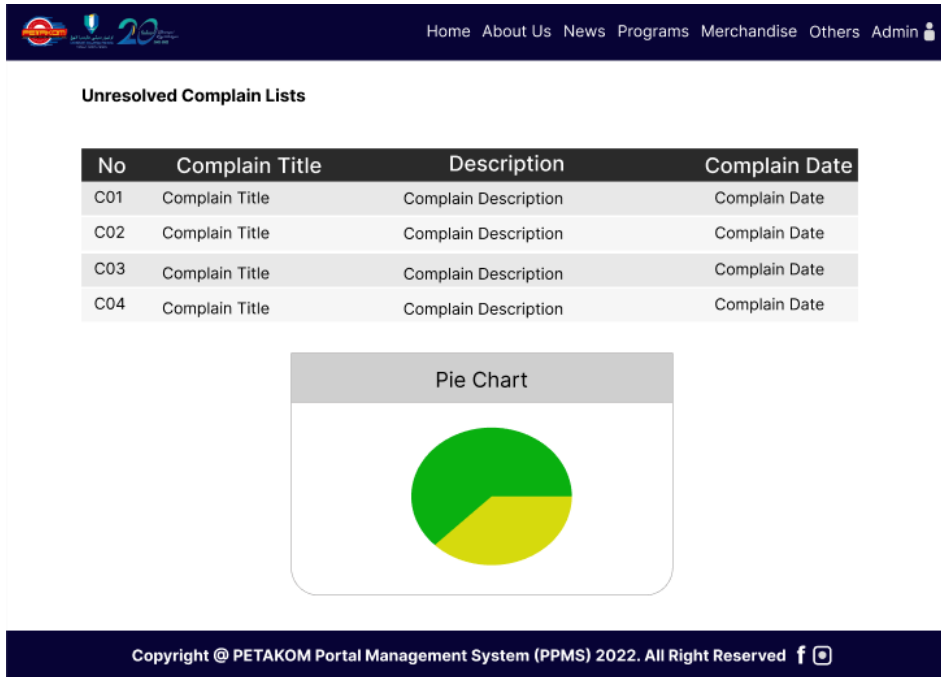 PETAKOM
20
Home About Us News Programs Merchandise Others Admin
Unresolved Complain Lists
No Complain Title Description Complain Date
C01 Complain Title Complain Description Complain Date
C02 Complain Title Complain Description Complain Date
C03 Complain Title Complain Description Complain Date
C04 Complain Title Complain Description Complain Date
Pie Chart
Copyright @ PETAKOM Portal Management System (PPMS) 2022. All Right Reserved